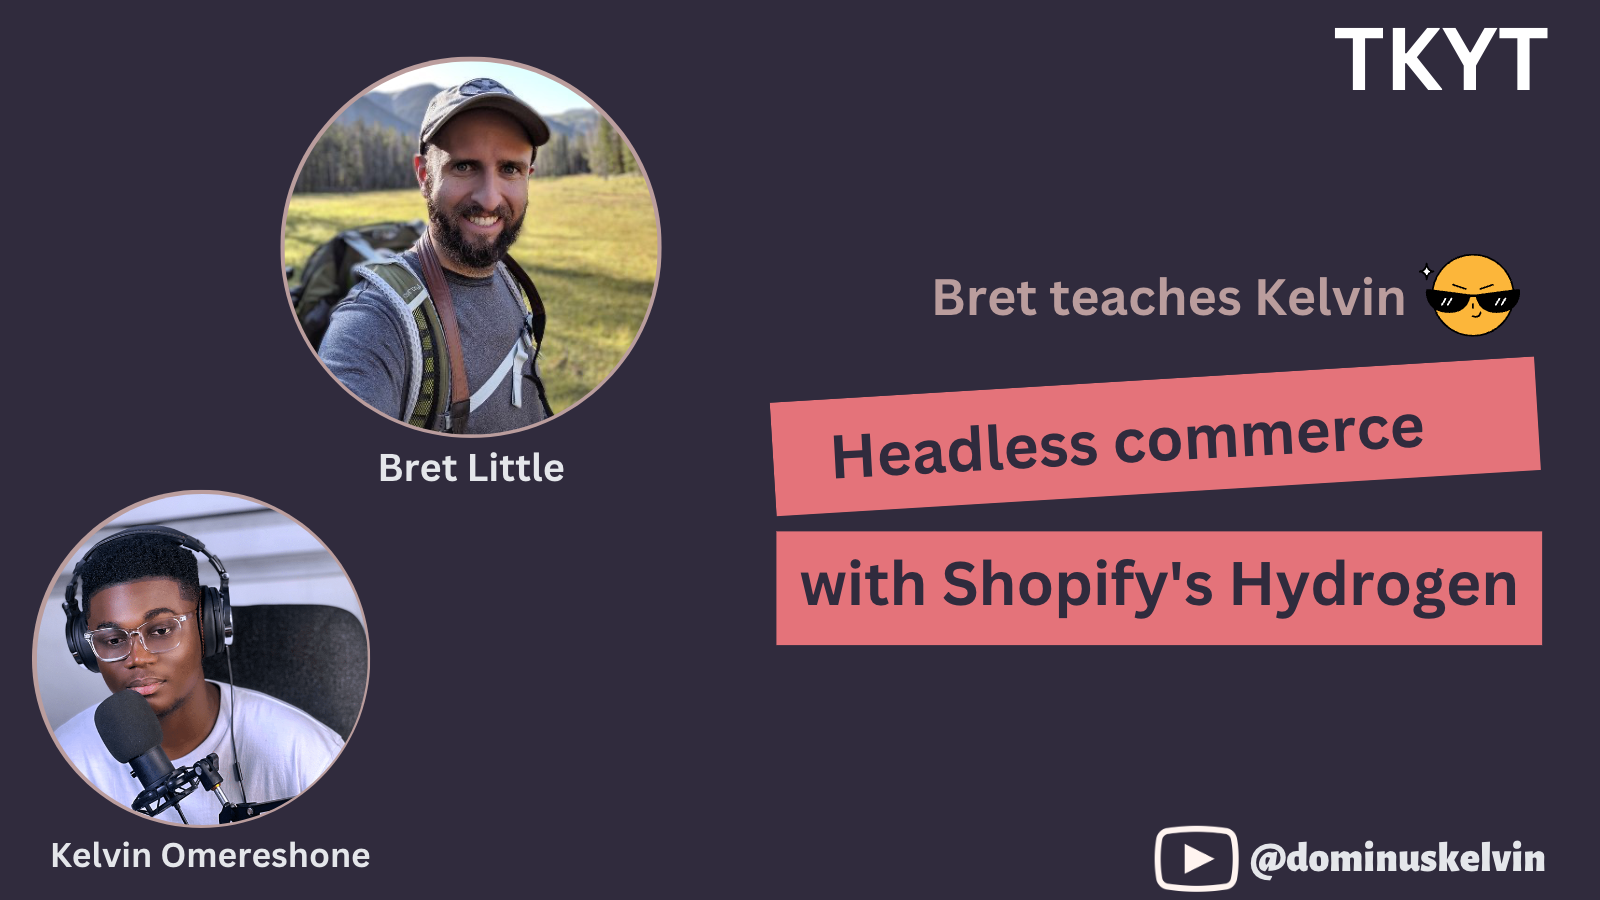 TKYT
Bret teaches Kelvin
Headless commerce
with Shopify's Hydrogen
Bret Little
Kelvin Omereshone
@dominuskelvin